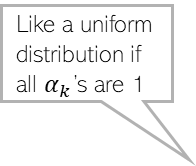 Like a uniform
distribution if
all αₖ's are 1